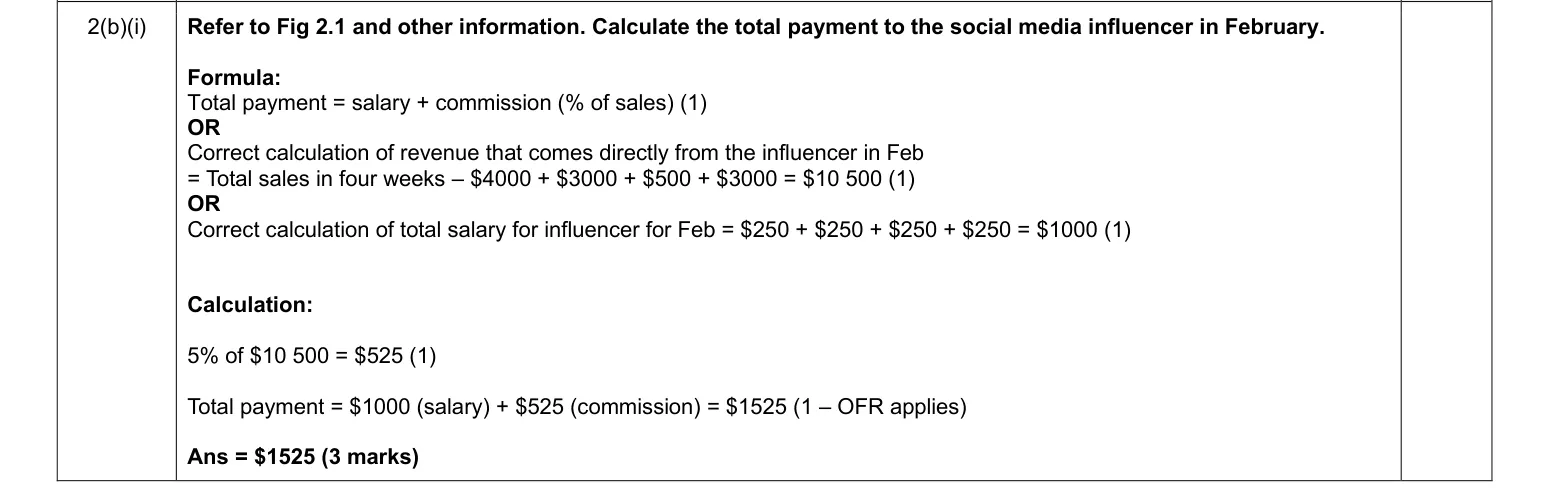 2(b)(i)
Refer to Fig 2.1 and other information. Calculate the total payment to the social media influencer in February.
Formula:
Total payment = salary + commission (% of sales) (1)
OR
Correct calculation of revenue that comes directly from the influencer in Feb
= Total sales in four weeks – $4000 + $3000 + $500 + $3000 = $10 500 (1)
OR
Correct calculation of total salary for influencer for Feb = $250 + $250 + $250 + $250 = $1000 (1)
Calculation:
5% of $10 500 = $525 (1)
Total payment = $1000 (salary) + $525 (commission) = $1525 (1 – OFR applies)
Ans = $1525 (3 marks)